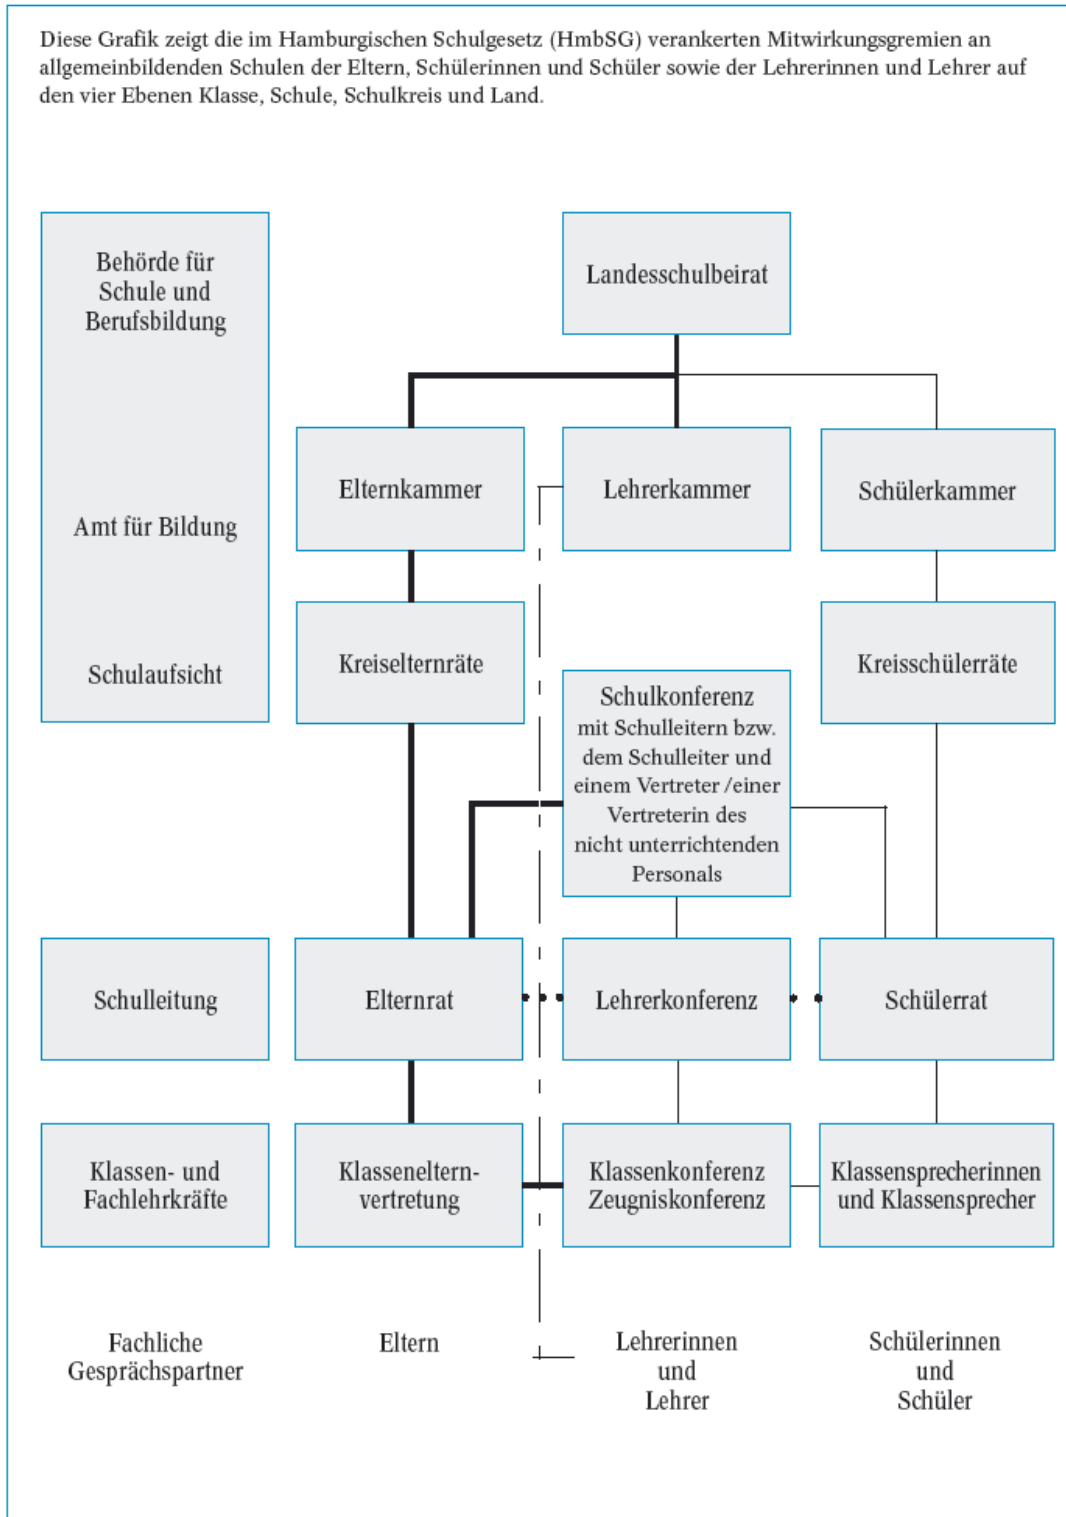 Diese Grafik zeigt die im Hamburgischen Schulgesetz (HmbSG) verankerten Mitwirkungsgremien an
allgemeinbildenden Schulen der Eltern, Schülerinnen und Schüler sowie der Lehrerinnen und Lehrer auf
den vier Ebenen Klasse, Schule, Schulkreis und Land.
Behörde für
Schule und
Berufsbildung
Amt für Bildung
Schulaufsicht
Landesschulbeirat
Elternkammer
Lehrerkammer
Schülerkammer
Kreiselternräte
Schulkonferenz
mit Schulleitern bzw.
dem Schulleiter und
einem Vertreter /einer
Vertreterin des
nicht unterrichtenden
Personals
Kreisschülerräte
Schulleitung
Elternrat
Lehrerkonferenz
Schülerrat
Klassen- und
Fachlehrkräfte
Klasseneltern-
vertretung
Klassenkonferenz
Zeugniskonferenz
Klassensprecherinnen
und Klassensprecher
Fachliche
Gesprächspartner
Eltern
Lehrerinnen
und
Lehrer
Schülerinnen
und
Schüler